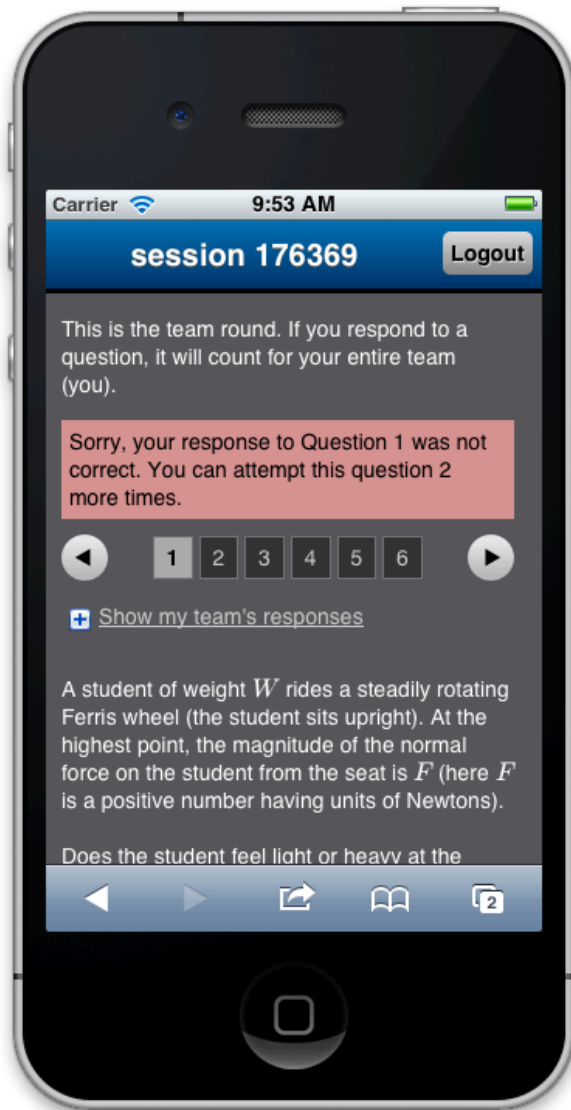 Carrier 9:53 AM
session 176369 Logout
This is the team round. If you respond to a
question, it will count for your entire team
(you).
Sorry, your response to Question 1 was not
correct. You can attempt this question 2
more times.
1 2 3 4 5 6
Show my team's responses
A student of weight W rides a steadily rotating
Ferris wheel (the student sits upright). At the
highest point, the magnitude of the normal
force on the student from the seat is F (here F
is a positive number having units of Newtons).
Does the student feel light or heavy at the
2